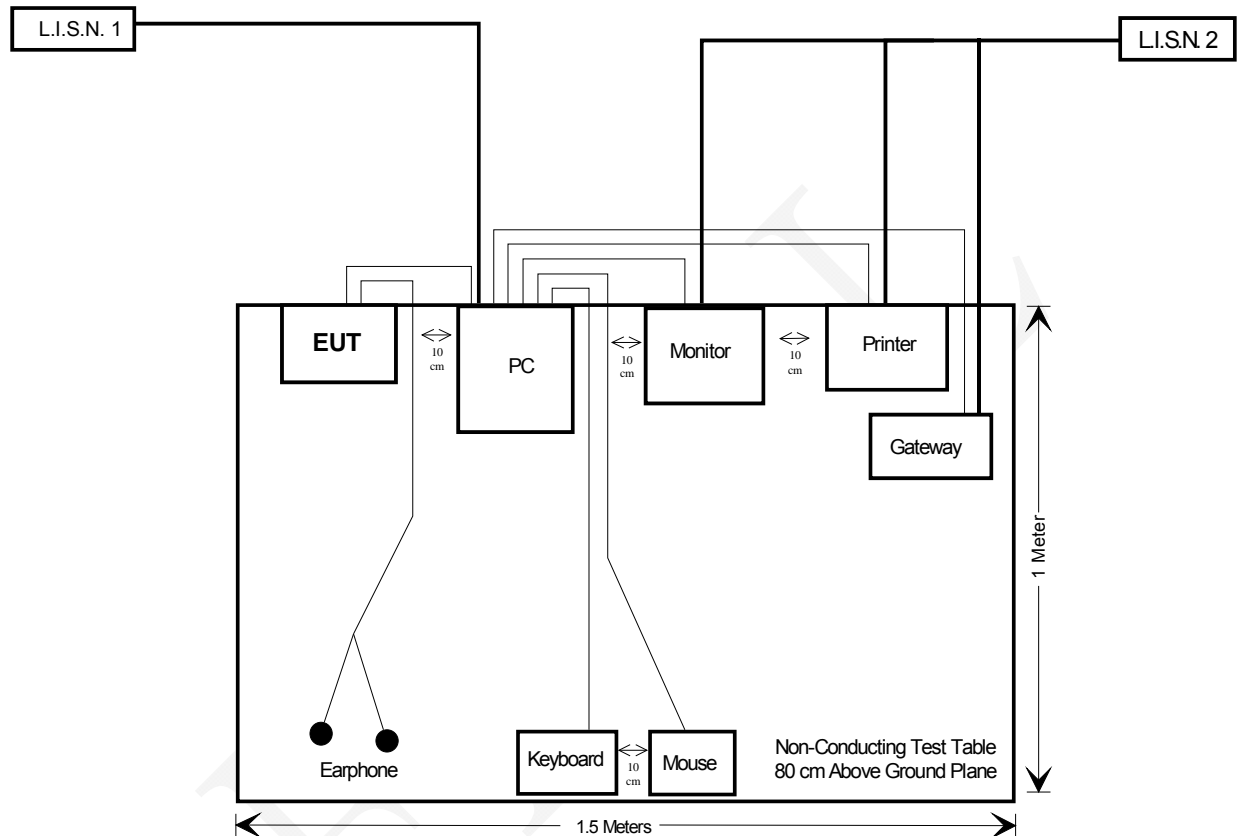 L.I.S.N. 1
L.I.S.N. 2
EUT
PC
Monitor
Printer
10
cm
10
cm
10
cm
Gateway
1 Meter
Earphone
Keyboard
10
cm
Mouse
Non-Conducting Test Table
80 cm Above Ground Plane
1.5 Meters